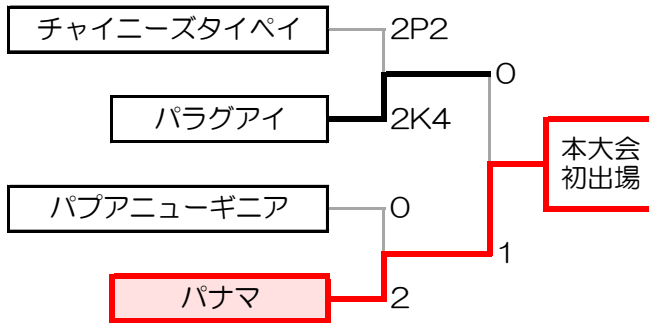 チャイニーズタイペイ
2P2
0
パラグアイ
2K4
本大会
初出場
パプアニューギニア
0
1
パナマ
2